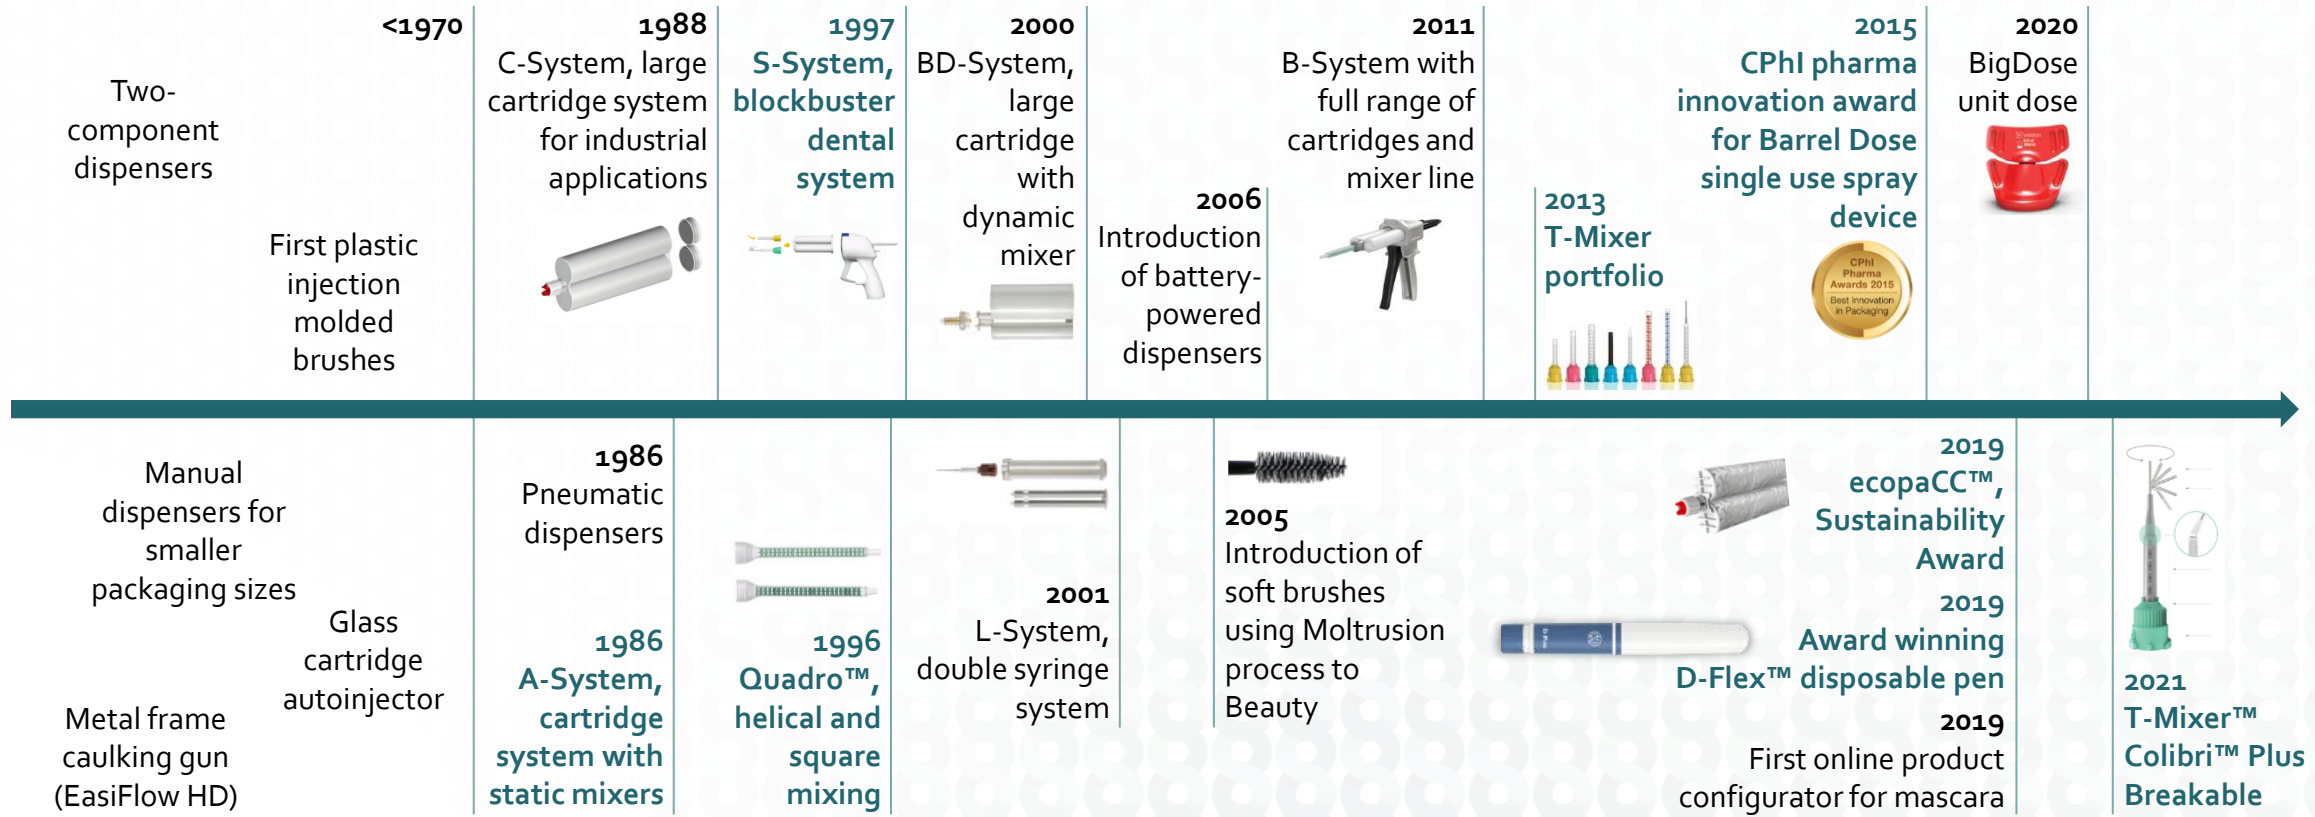 <1970
Two-
component
dispensers
First plastic
injection
molded
brushes
1988
C-System, large
cartridge system
for industrial
applications
1997
S-System,
blockbuster
dental
system
2000
BD-System,
large
cartridge
with
dynamic
mixer
2006
Introduction
of battery-
powered
dispensers
2011
B-System with
full range of
cartridges and
mixer line
2013
T-Mixer
portfolio
2015
CPhI pharma
innovation award
for Barrel Dose
single use spray
device
CPhI
Pharma
Awards 2015
Best Innovation
in Packaging
2020
BigDose
unit dose
Manual
dispensers for
smaller
packaging sizes
Glass
cartridge
autoinjector
Metal frame
caulking gun
(EasiFlow HD)
1986
Pneumatic
dispensers
1986
A-System,
cartridge
system with
static mixers
1996
Quadro™,
helical and
square
mixing
2001
L-System,
double syringe
system
2005
Introduction of
soft brushes
using Moltrusion
process to
Beauty
2019
ecopaCC™,
Sustainability
Award
2019
Award winning
D-Flex™ disposable pen
D-Flex
2019
First online product
configurator for mascara
2021
T-Mixer™
Colibri™ Plus
Breakable